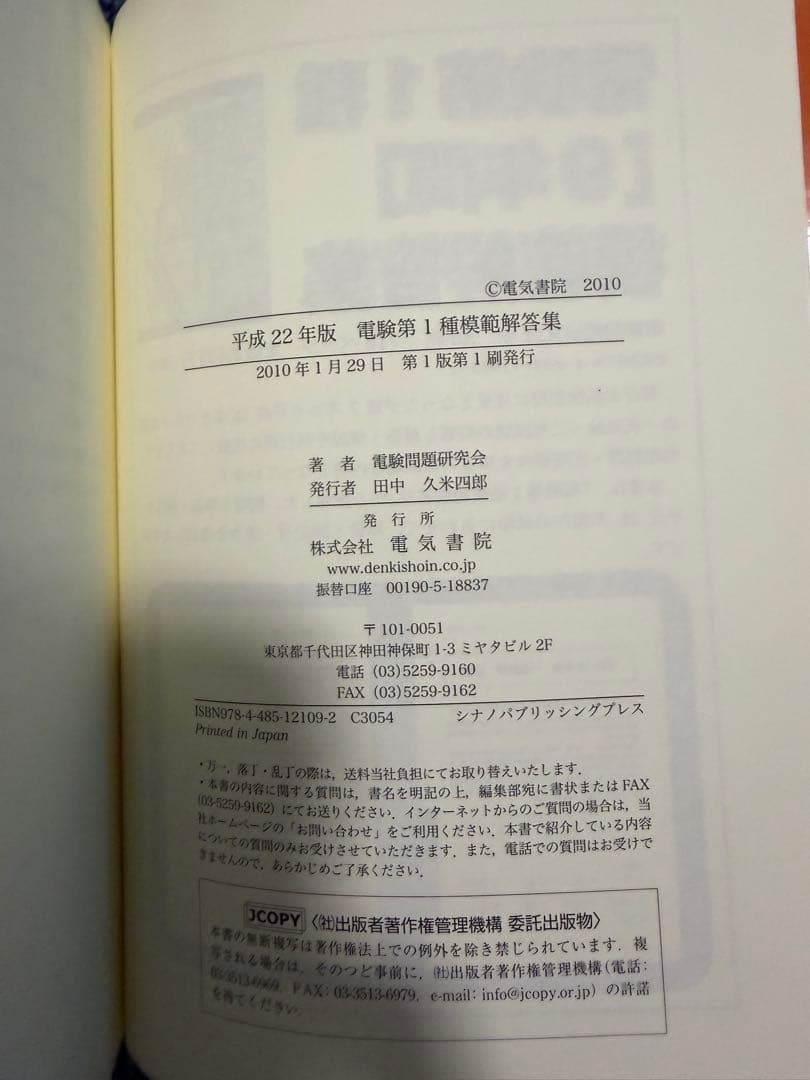 ©電気書院　2010
平成 22 年版　電験第 1 種模範解答集
2010 年 1 月 29 日　第 1 版第 1 刷発行
著　者　電験問題研究会
発行者　田中　久米四郎
発 行 所
株式会社　電 気 書 院
www.denkishoin.co.jp
振替口座　00190-5-18837
〒 101-0051
東京都千代田区神田神保町 1-3 ミヤタビル 2F
電話 (03)5259-9160
FAX (03)5259-9162
ISBN978-4-485-12109-2　C3054　シナノパブリッシングプレス
Printed in Japan
・万一，落丁・乱丁の際は，送料当社負担にてお取り替えいたします．
・本書の内容に関する質問は，書名を明記の上，編集部宛に書状またはFAX
(03-5259-9162) にてお送りください．インターネットからのご質問の場合は，当
社ホームページの「お問い合わせ」をご利用ください．本書で紹介している内容
についての質問のみお受けさせていただきます．また，電話での質問はお受けで
きませんので，あらかじめご了承ください．
JCOPY〈㈳出版者著作権管理機構 委託出版物〉
本書の無断複写は著作権法上での例外を除き禁じられています．複
写される場合は，そのつど事前に，㈳出版者著作権管理機構(電話：
03-3513-6969，FAX：03-3513-6979，e-mail：info@jcopy.or.jp）の許諾
を得てください．